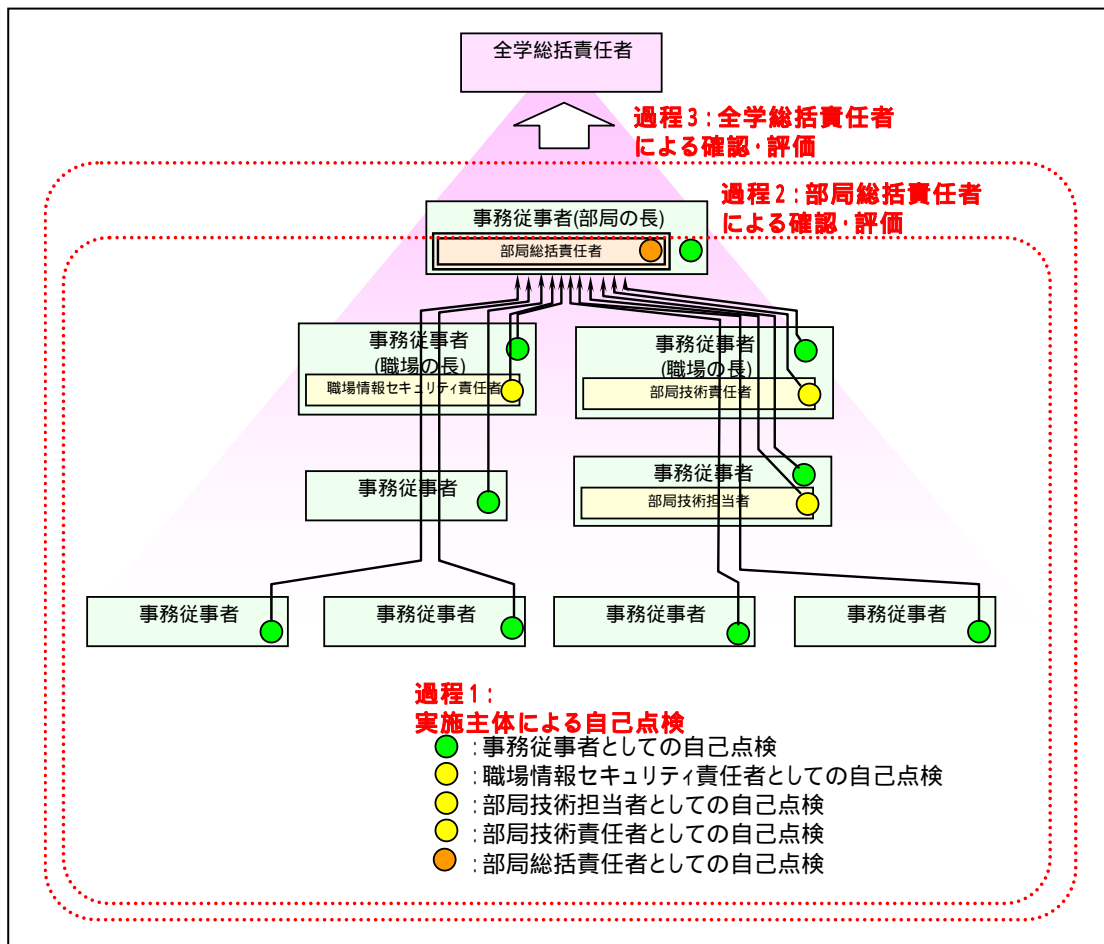 全学総括責任者
過程3:全学総括責任者
による確認・評価
過程2:部局総括責任者
による確認・評価
事務従事者(部局の長)
部局総括責任者
事務従事者
(職場の長)
職場情報セキュリティ責任者
事務従事者
(職場の長)
部局技術責任者
事務従事者
事務従事者
部局技術担当者
事務従事者
事務従事者
事務従事者
事務従事者
過程1:
実施主体による自己点検
:事務従事者としての自己点検
:職場情報セキュリティ責任者としての自己点検
:部局技術担当者としての自己点検
:部局技術責任者としての自己点検
:部局総括責任者としての自己点検